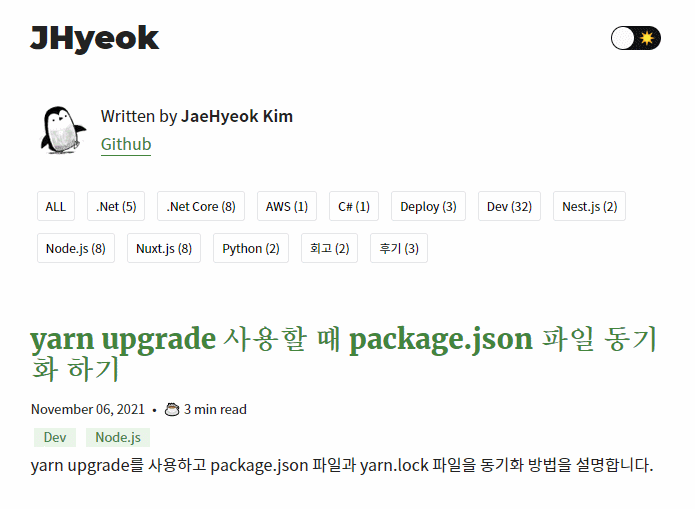 JHyeok
Written by JaeHyeok Kim
Github
ALL .Net (5) .Net Core (8) AWS (1) C# (1) Deploy (3) Dev (32) Nest.js (2)
Node.js (8) Nuxt.js (8) Python (2) 회고 (2) 후기 (3)
yarn upgrade 사용할 때 package.json 파일 동기
화 하기
November 06, 2021 • 3 min read
Dev Node.js
yarn upgrade를 사용하고 package.json 파일과 yarn.lock 파일을 동기화 방법을 설명합니다.